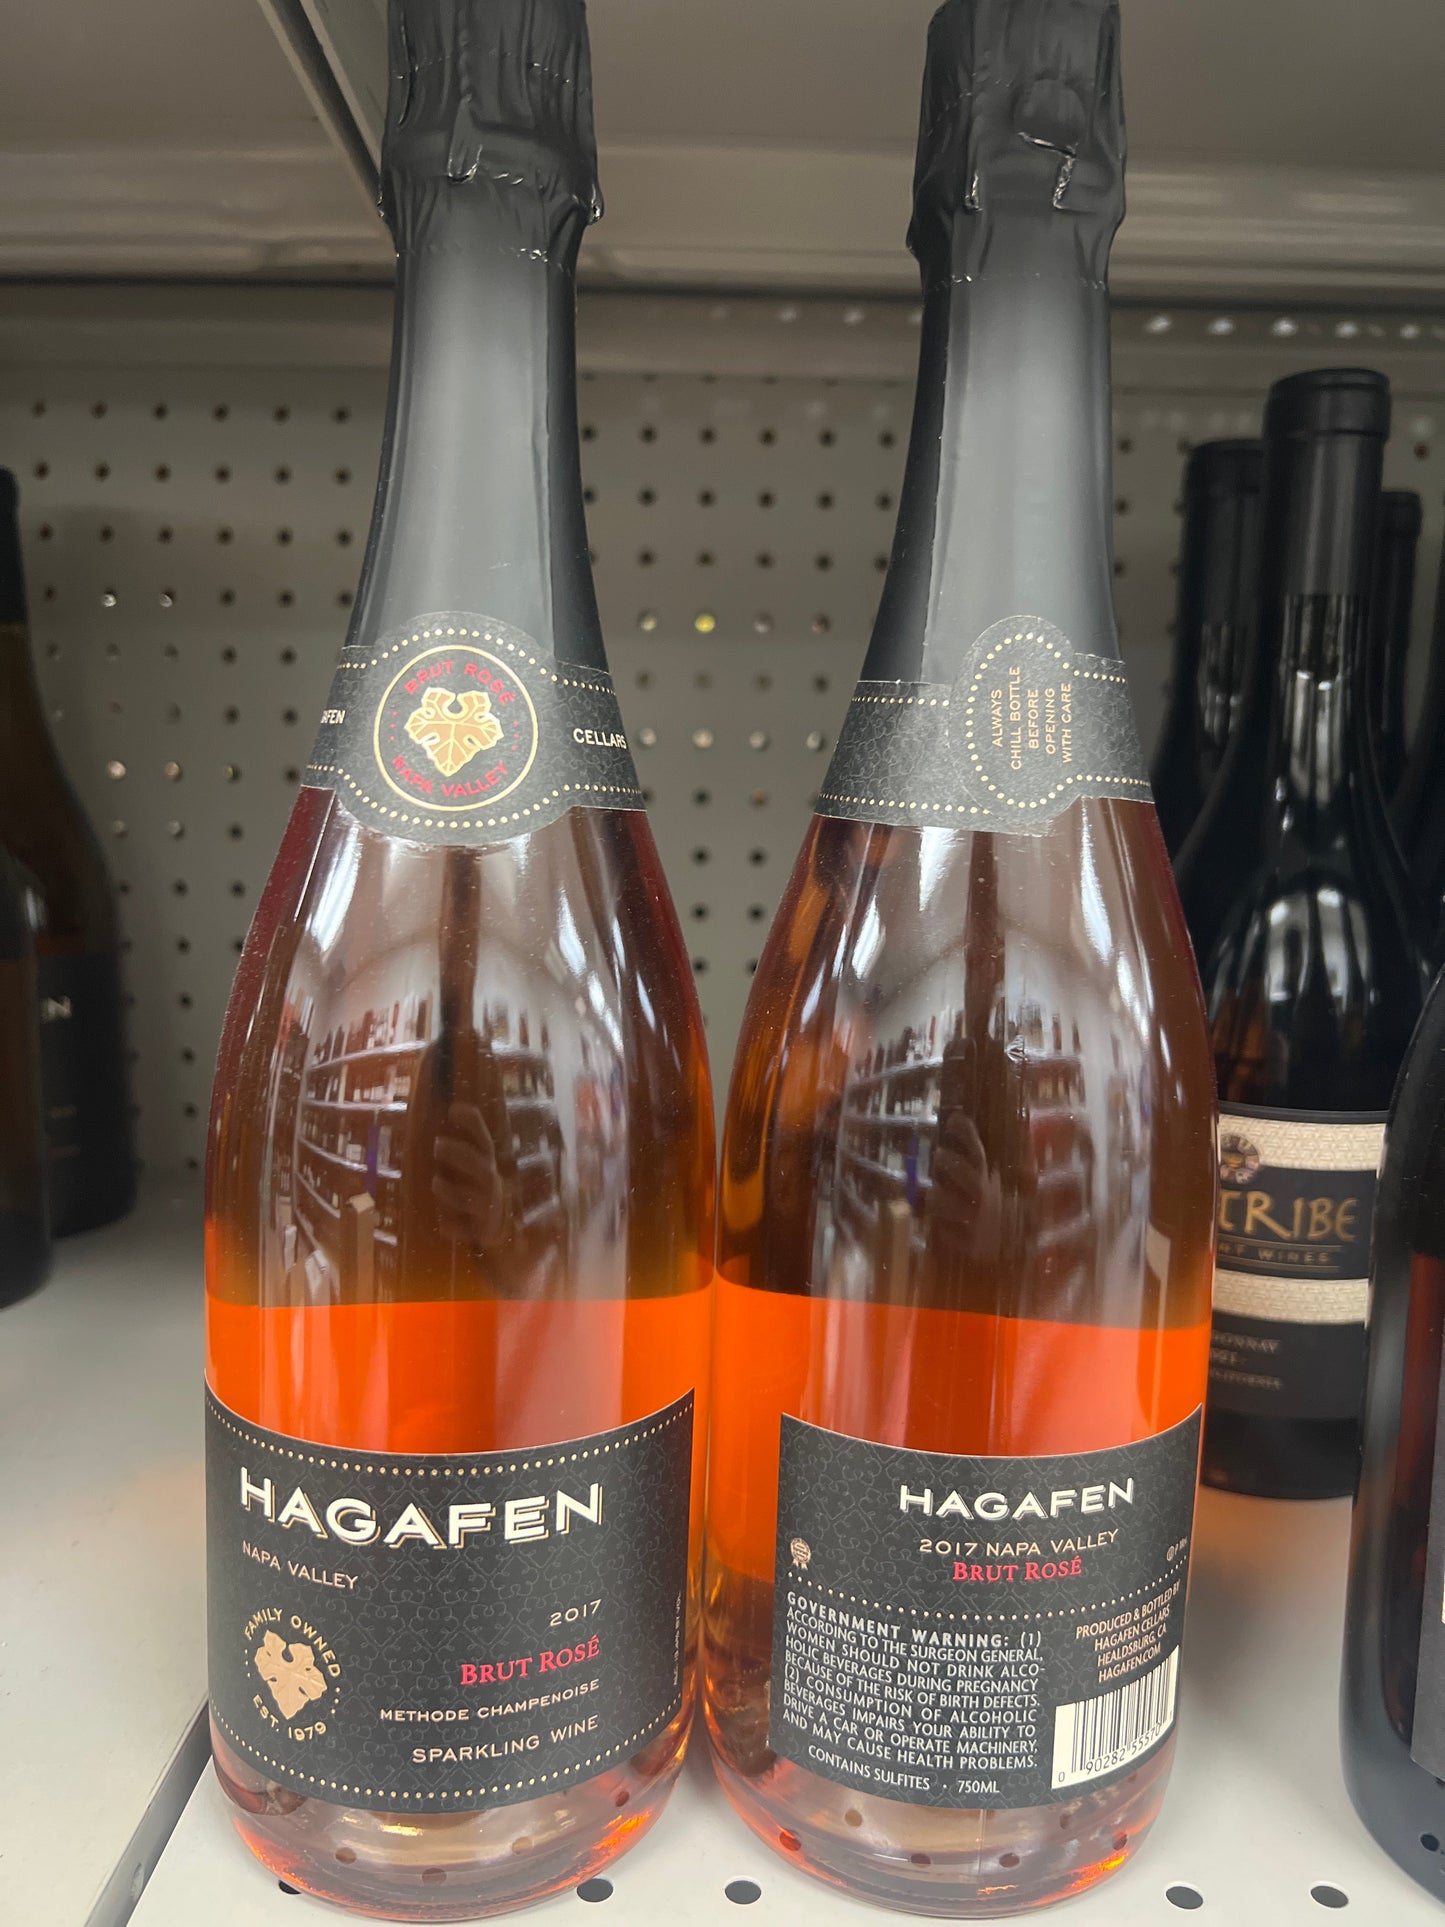 BRUT ROSÉ
NAPA VALLEY
CELLARS
HAGAFEN
NAPA VALLEY
FAMILY OWNED
EST. 1979
2017
BRUT ROSÉ
METHODE CHAMPENOISE
SPARKLING WINE
ALWAYS
CHILL BOTTLE
BEFORE
OPENING
WITH CARE
HAGAFEN
2017 NAPA VALLEY
BRUT ROSÉ
GOVERNMENT WARNING: (1)
ACCORDING TO THE SURGEON GENERAL,
WOMEN SHOULD NOT DRINK ALCO-
HOLIC BEVERAGES DURING PREGNANCY
BECAUSE OF THE RISK OF BIRTH DEFECTS.
(2) CONSUMPTION OF ALCOHOLIC
BEVERAGES IMPAIRS YOUR ABILITY TO
DRIVE A CAR OR OPERATE MACHINERY,
AND MAY CAUSE HEALTH PROBLEMS.
CONTAINS SULFITES • 750ML
PRODUCED & BOTTLED BY
HAGAFEN CELLARS
HEALDSBURG, CA
HAGAFEN.COM
0 90282 55570
TRIBE
WINES